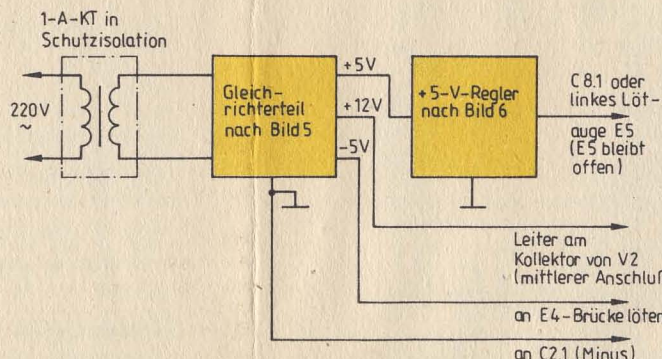 1-A-KT in
Schutzisolation
220V
~
Gleich-
richterteil
nach Bild 5
+5V
+12V
-5V
+5-V-Regler
nach Bild 6
C 8.1 oder
linkes Löt-
auge E5
(E5 bleibt
offen)
Leiter am
Kollektor von V2
(mittlerer Anschluß
an E4-Brücke löten
an C2.1 (Minus)